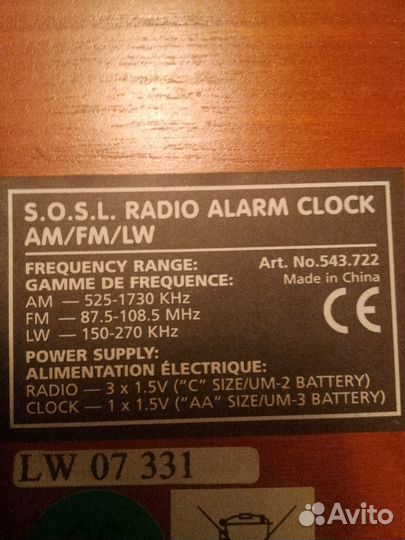 S.O.S.L. RADIO ALARM CLOCK
AM/FM/LW
FREQUENCY RANGE: Art. No.543.722
GAMME DE FREQUENCE: Made in China
AM — 525-1730 KHz
FM — 87.5-108.5 MHz
LW — 150-270 KHz
CE
POWER SUPPLY:
ALIMENTATION ÉLECTRIQUE:
RADIO — 3 x 1.5V ("C" SIZE/UM-2 BATTERY)
CLOCK — 1 x 1.5V ("AA" SIZE/UM-3 BATTERY)
LW 07 331
Avito